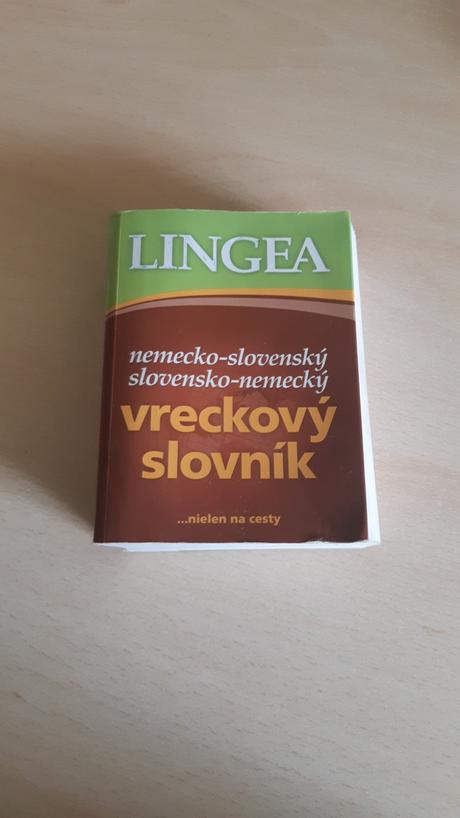 LINGEA
nemecko-slovenský
slovensko-nemecký
vreckový
slovník
...nielen na cesty